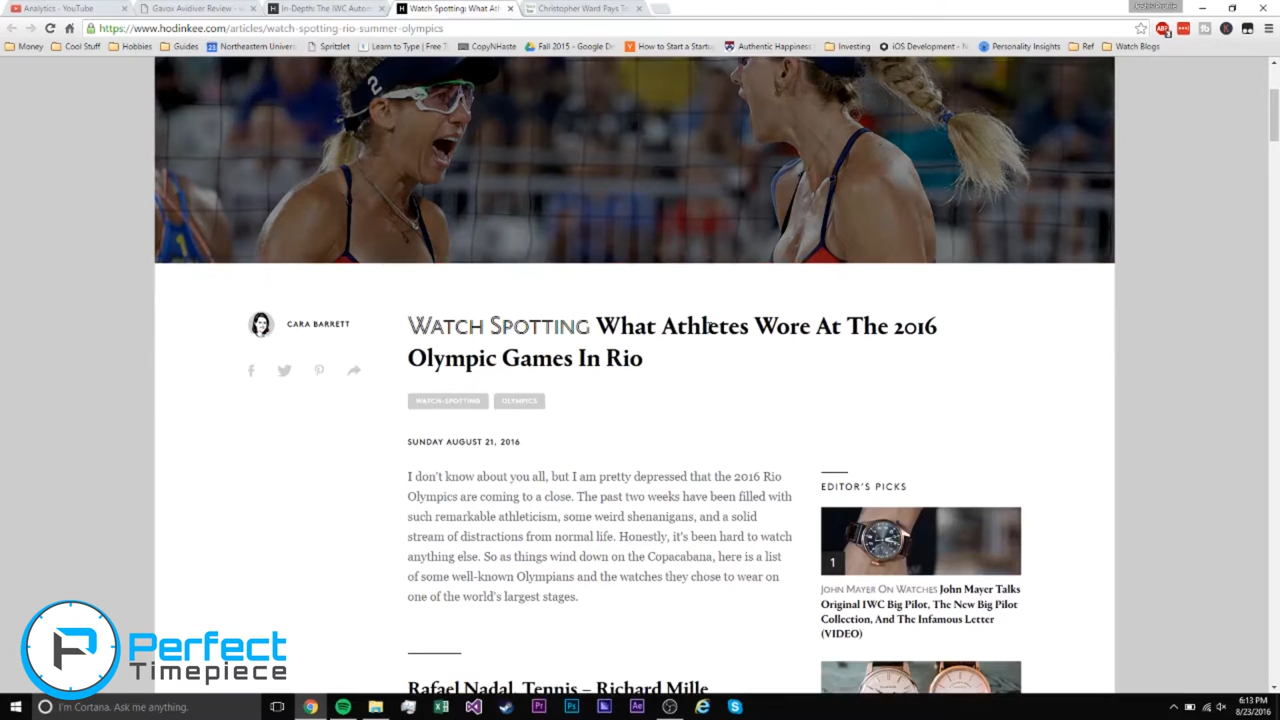 Analytics - YouTube
Gavox Avidiver Review -
In-Depth: The IWC Autom
Watch Spotting: What Ath
Christopher Ward Pays T
https://www.hodinkee.com/articles/watch-spotting-rio-summer-olympics
Money Cool Stuff Hobbies Guides 23 Northeastern Univers Spritzlet Learn to Type | Free T CopyNHaste Fall 2015 - Google Dr How to Start a Startu Authentic Happiness Investing iOS Development - N Personality Insights Ref Watch Blogs
2
CARA BARRETT
WATCH SPOTTING What Athletes Wore At The 2016
Olympic Games In Rio
WATCH-SPOTTING OLYMPICS
SUNDAY AUGUST 21, 2016
I don't know about you all, but I am pretty depressed that the 2016 Rio
Olympics are coming to a close. The past two weeks have been filled with
such remarkable athleticism, some weird shenanigans, and a solid
stream of distractions from normal life. Honestly, it's been hard to watch
anything else. So as things wind down on the Copacabana, here is a list
of some well-known Olympians and the watches they chose to wear on
one of the world's largest stages.
Rafael Nadal, Tennis – Richard Mille
EDITOR'S PICKS
1
JOHN MAYER ON WATCHES John Mayer Talks
Original IWC Big Pilot, The New Big Pilot
Collection, And The Infamous Letter
(VIDEO)
Perfect
Timepiece
I'm Cortana. Ask me anything.
6:13 PM
8/23/2016